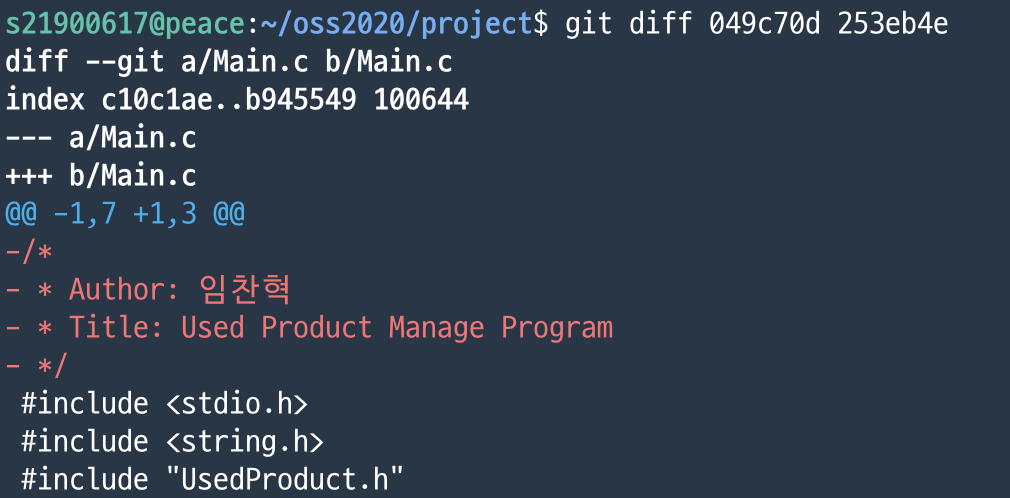 s21900617@peace:~/oss2020/project$ git diff 049c70d 253eb4e
diff --git a/Main.c b/Main.c
index c10c1ae..b945549 100644
--- a/Main.c
+++ b/Main.c
@@ -1,7 +1,3 @@
-/*
- * Author: 임찬혁
- * Title: Used Product Manage Program
- */
 #include <stdio.h>
 #include <string.h>
 #include "UsedProduct.h"